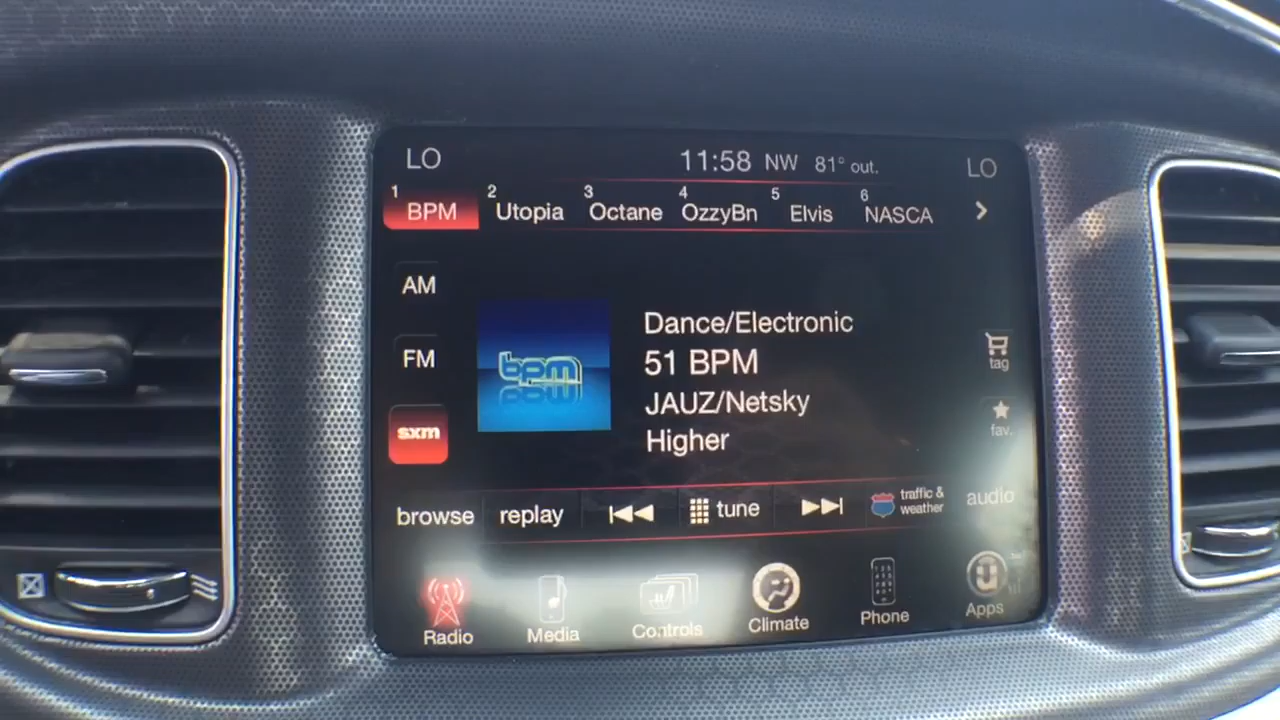 LO 11:58 NW 81° out. LO
1 BPM 2 Utopia 3 Octane 4 OzzyBn 5 Elvis 6 NASCA
AM
FM
sxm
bpm
Dance/Electronic
51 BPM
JAUZ/Netsky
Higher
tag
fav.
browse replay tune traffic & weather audio
Radio Media Controls Climate Phone Apps